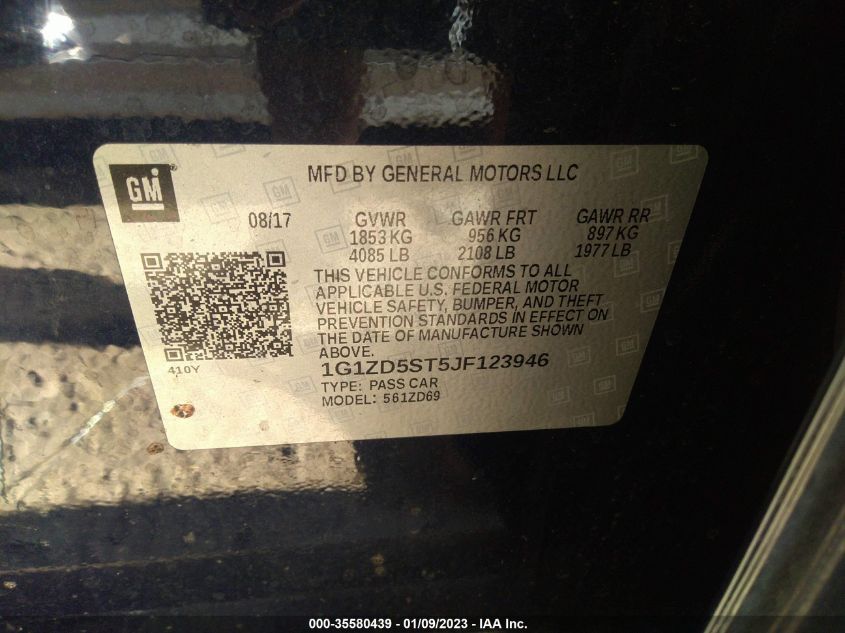 GM
MFD BY GENERAL MOTORS LLC
08/17 GVWR GAWR FRT GAWR RR
1853 KG 956 KG 897 KG
4085 LB 2108 LB 1977 LB
THIS VEHICLE CONFORMS TO ALL
APPLICABLE U.S. FEDERAL MOTOR
VEHICLE SAFETY, BUMPER, AND THEFT
PREVENTION STANDARDS IN EFFECT ON
THE DATE OF MANUFACTURE SHOWN
ABOVE.
410Y
1G1ZD5ST5JF123946
TYPE: PASS CAR
MODEL: 561ZD69
000-35580439 - 01/09/2023 - IAA Inc.